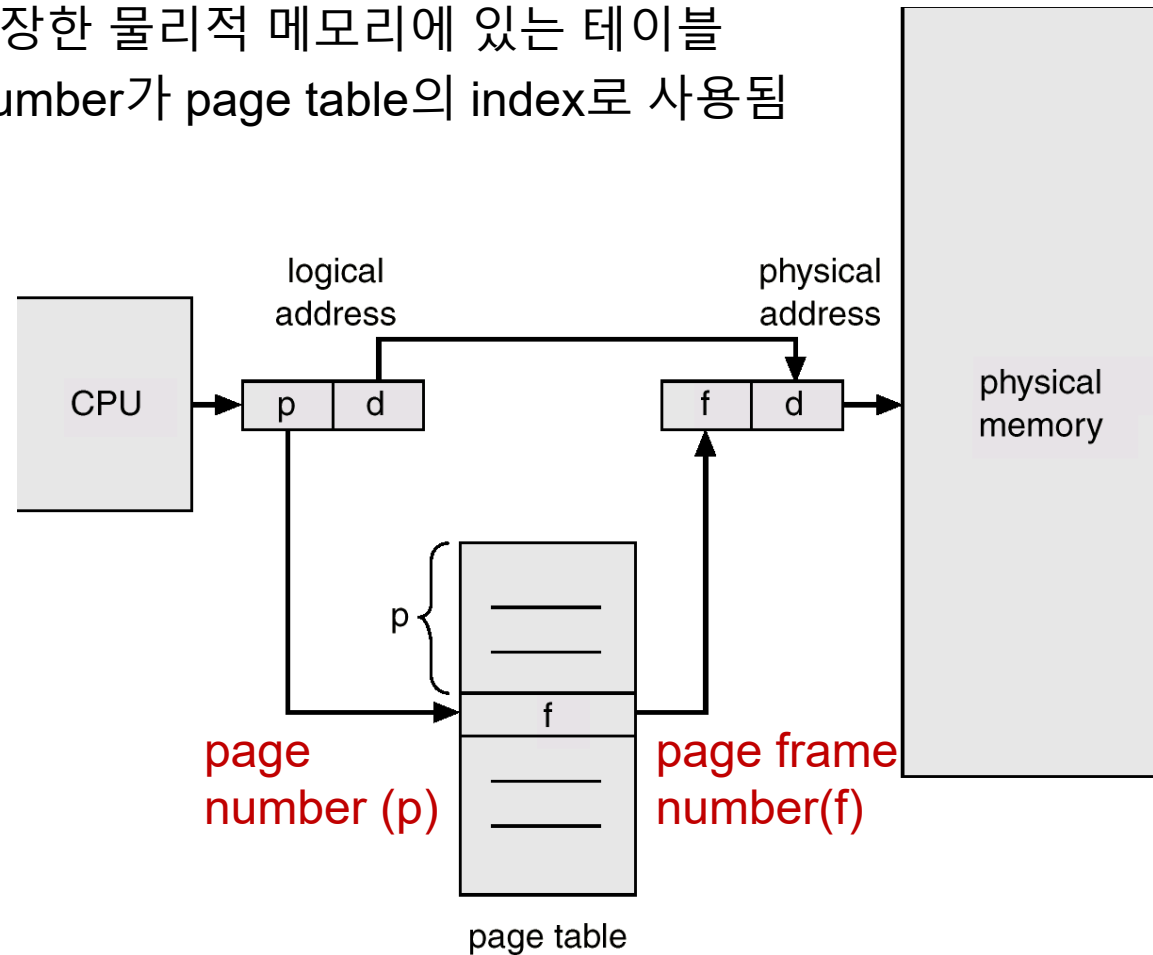 장한 물리적 메모리에 있는 테이블
umber가 page table의 index로 사용됨
logical
address
physical
address
CPU
p
d
f
d
physical
memory
p
f
page
number (p)
page frame
number(f)
page table